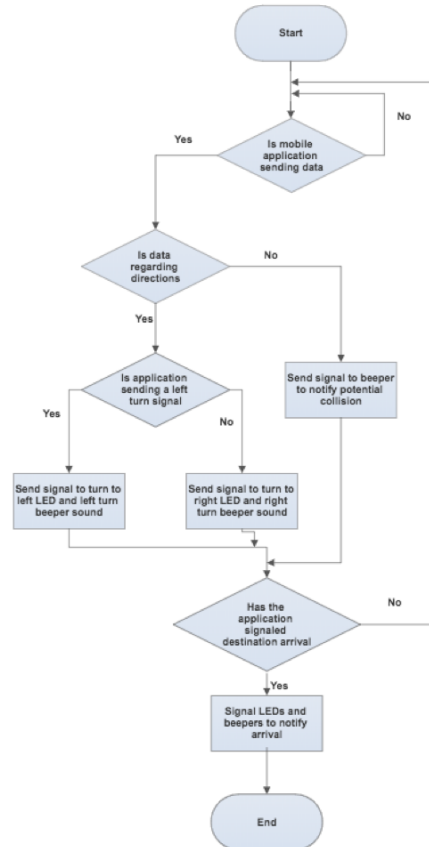 Start
No
Is mobile
application
sending data
Yes
Is data
regarding
directions
No
Yes
Is application
sending a left
turn signal
Send signal to beeper
to notify potential
collision
Yes
No
Send signal to turn to
left LED and left turn
beeper sound
Send signal to turn to
right LED and right
turn beeper sound
Has the
application
signaled
destination arrival
No
Yes
Signal LEDs and
beepers to notify
arrival
End